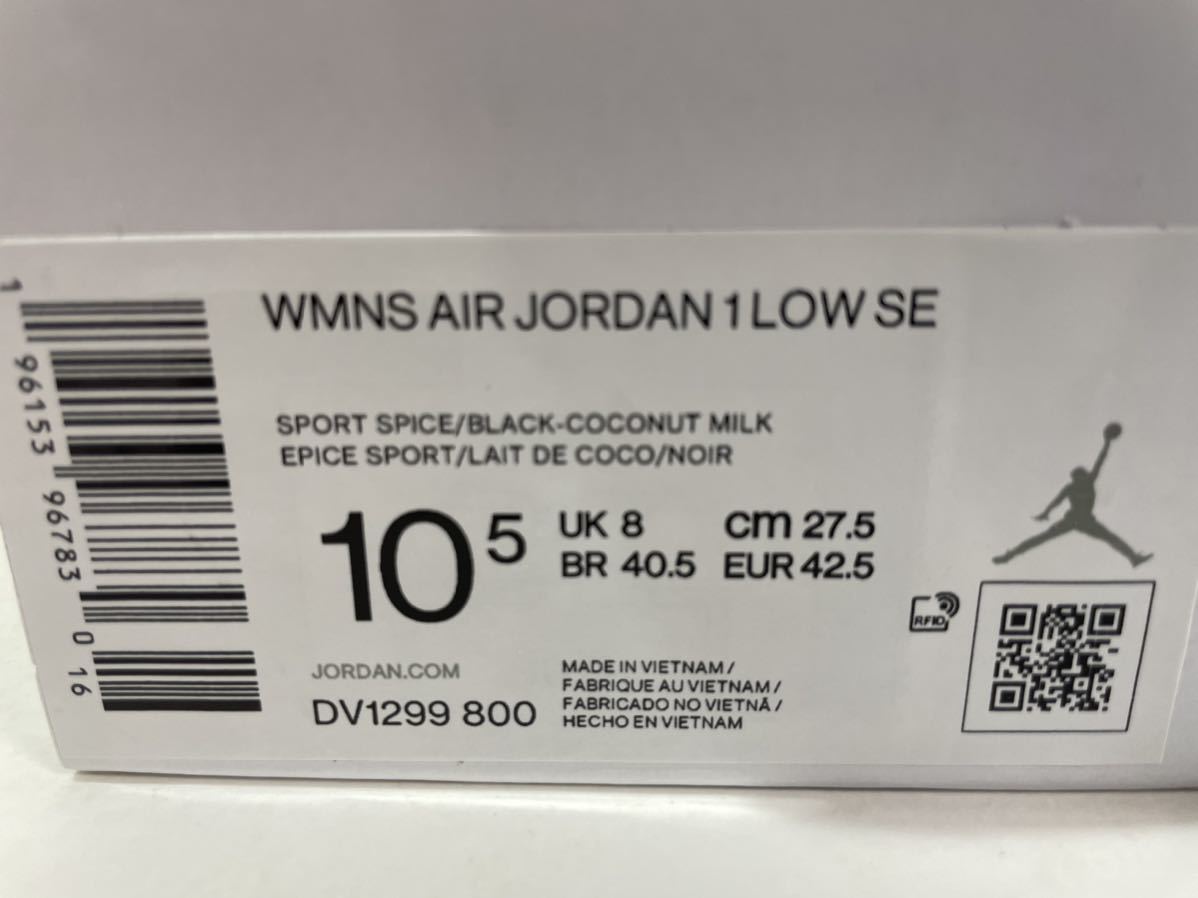 WMNS AIR JORDAN 1 LOW SE
SPORT SPICE/BLACK-COCONUT MILK
EPICE SPORT/LAIT DE COCO/NOIR
10 5
UK 8 cm 27.5
BR 40.5 EUR 42.5
JORDAN.COM
DV1299 800
MADE IN VIETNAM /
FABRIQUE AU VIETNAM /
FABRICADO NO VIETNÃ /
HECHO EN VIETNAM
RFID
1 96153 96783 0 16